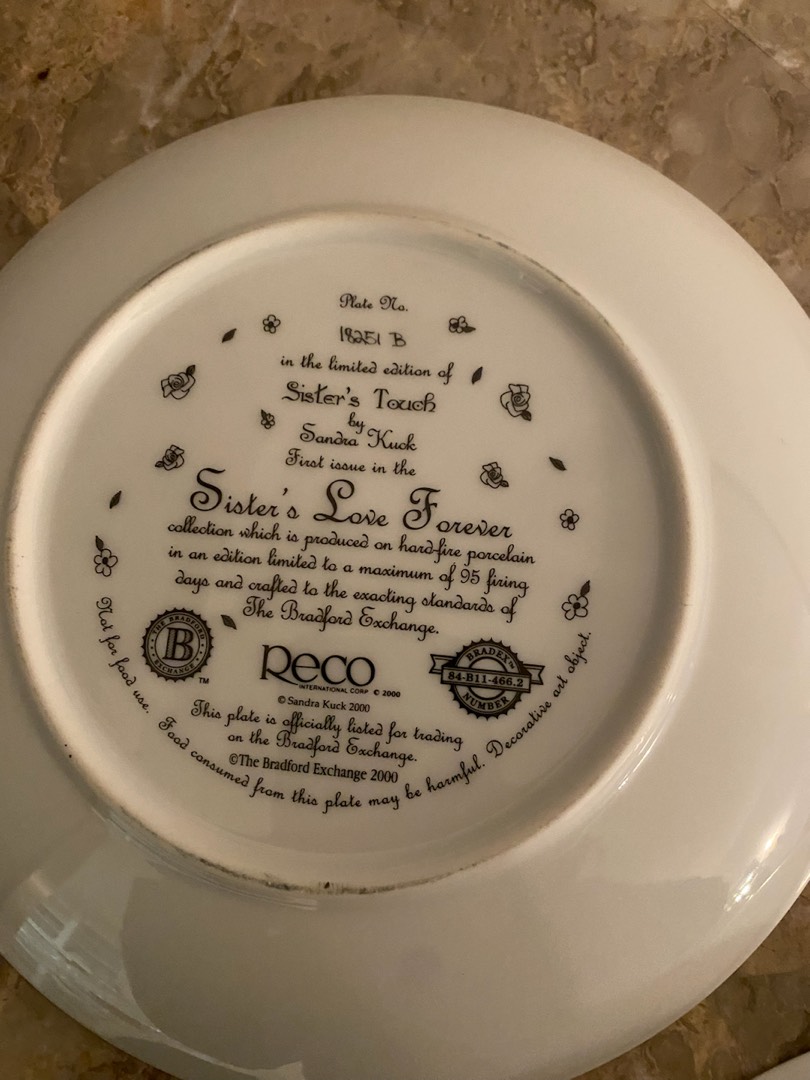 Plate No.
18251 B
in the limited edition of
Sister's Touch
by
Sandra Kuck
First issue in the
Sister's Love Forever
collection which is produced on hard-fire porcelain
in an edition limited to a maximum of 95 firing
days and crafted to the exacting standards of
The Bradford Exchange.
THE BRADFORD
B
EXCHANGE
TM
Reco
INTERNATIONAL CORP © 2000
BRADEX™
84-B11-466.2
NUMBER
© Sandra Kuck 2000
This plate is officially listed for trading
on the Bradford Exchange.
©The Bradford Exchange 2000
Not for food use. Food consumed from this plate may be harmful. Decorative art object.